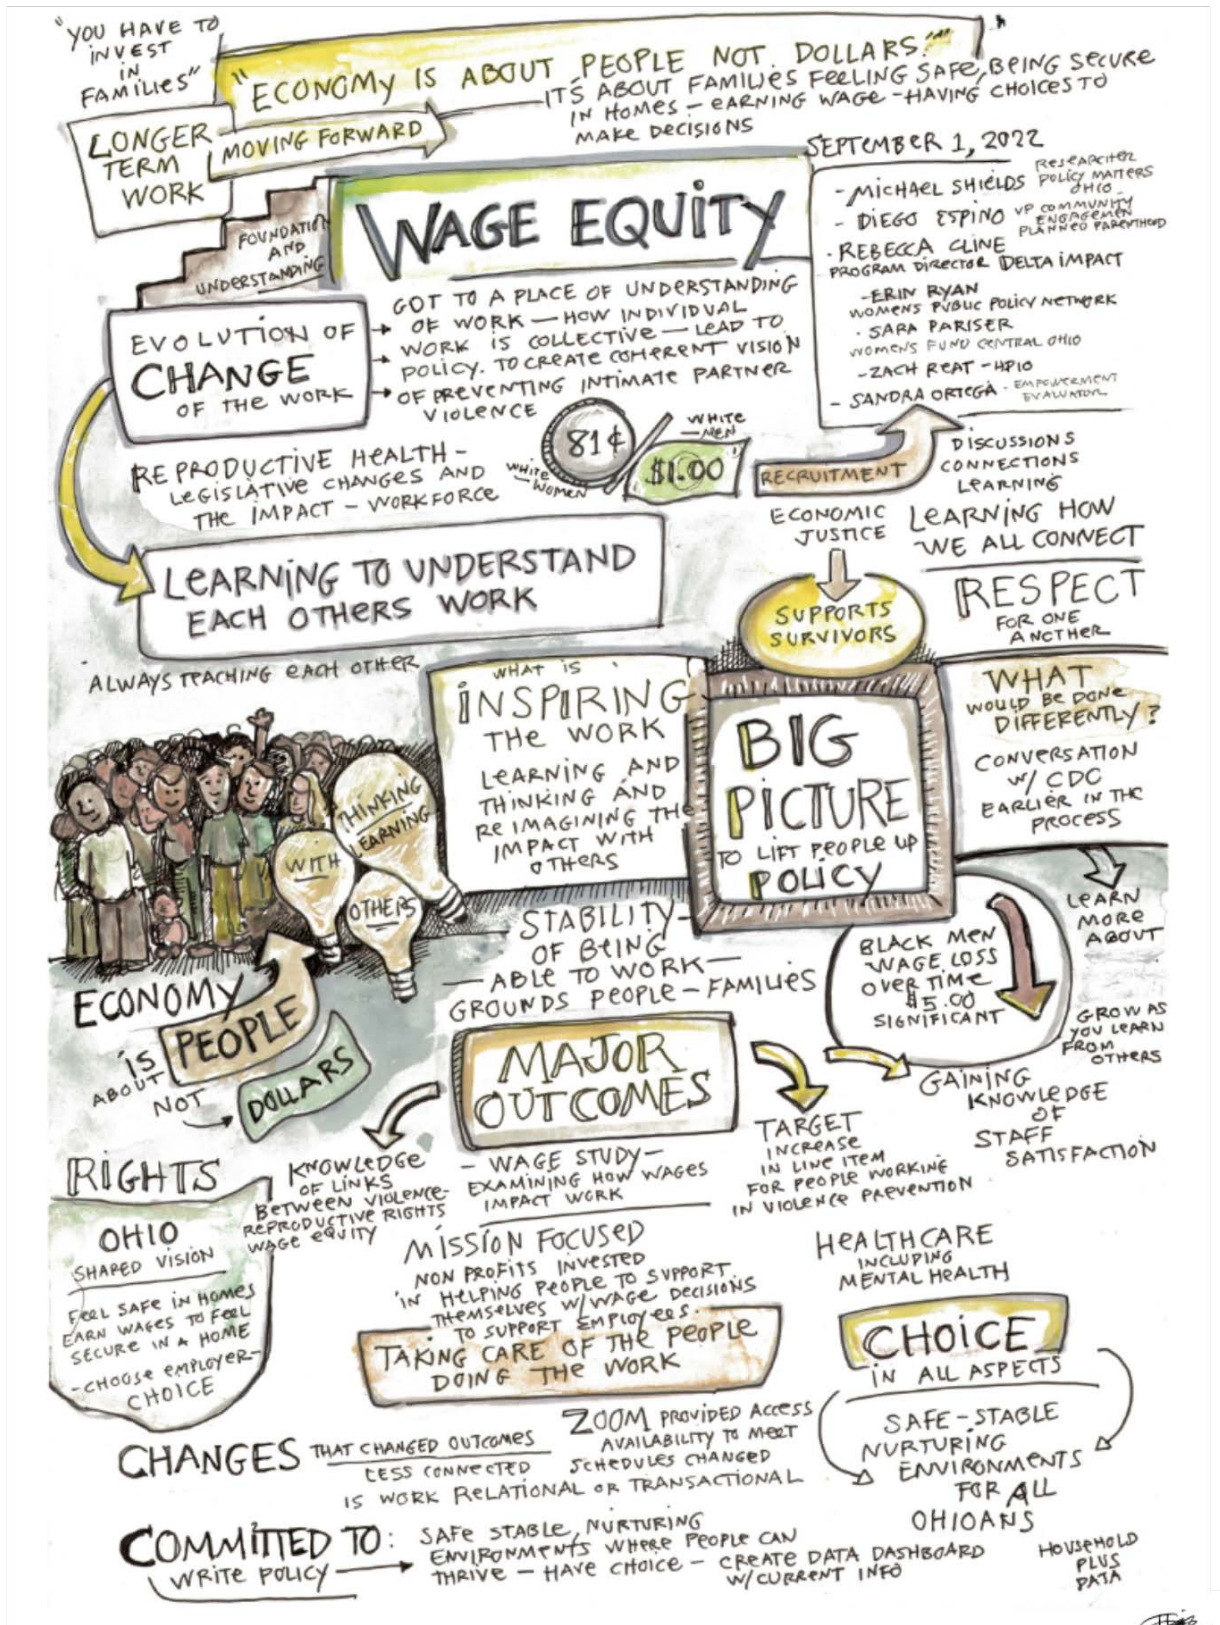 "YOU HAVE TO
INVEST
IN
FAMILIES"
"ECONOMY IS ABOUT PEOPLE NOT DOLLARS."
IT'S ABOUT FAMILIES FEELING SAFE, BEING SECURE
IN HOMES - EARNING WAGE - HAVING CHOICES TO
MAKE DECISIONS
LONGER
TERM
WORK
MOVING FORWARD
SEPTEMBER 1, 2022
FOUNDATION
AND
UNDERSTANDING
WAGE EQUITY
- MICHAEL SHIELDS RESEARCHER
POLICY MATTERS
OHIO
- DIEGO ESPINO VP COMMUNITY
ENGAGEMEN
PLANNED PARENTHOOD
· REBECCA CLINE
PROGRAM DIRECTOR DELTA IMPACT
- ERIN RYAN
WOMENS PUBLIC POLICY NETWORK
· SARA PARISER
WOMENS FUND CENTRAL OHIO
- ZACH REAT - HPIO
- SANDRA ORTEGA - EMPOWERMENT
EVALUATOR
EVOLUTION OF
CHANGE
OF THE WORK
GOT TO A PLACE OF UNDERSTANDING
OF WORK - HOW INDIVIDUAL
WORK IS COLLECTIVE - LEAD TO
POLICY. TO CREATE COHERENT VISION
OF PREVENTING INTIMATE PARTNER
VIOLENCE
REPRODUCTIVE HEALTH -
LEGISLATIVE CHANGES AND
THE IMPACT - WORKFORCE
WHITE
WOMEN
81¢
$1.00
WHITE
MEN
RECRUITMENT
DISCUSSIONS
CONNECTIONS
LEARNING
LEARNING HOW
WE ALL CONNECT
RESPECT
FOR ONE
ANOTHER
ECONOMIC
JUSTICE
SUPPORTS
SURVIVORS
LEARNING TO UNDERSTAND
EACH OTHERS WORK
ALWAYS TEACHING EACH OTHER
WHAT IS
INSPIRING
THE WORK
LEARNING AND
THINKING AND
REIMAGINING THE
IMPACT WITH
OTHERS
BIG
PICTURE
TO LIFT PEOPLE UP
POLICY
WHAT
WOULD BE DONE
DIFFERENTLY?
CONVERSATION
W/ CDC
EARLIER IN THE
PROCESS
LEARN
MORE
ABOUT
GROW AS
YOU LEARN
FROM
OTHERS
THINKING
LEARNING
WITH
OTHERS
STABILITY -
OF BEING
- ABLE TO WORK -
GROUNDS PEOPLE - FAMILIES
BLACK MEN
WAGE LOSS
OVER TIME
$5.00
SIGNIFICANT
ECONOMY
IS
ABOUT
PEOPLE
NOT
DOLLARS
MAJOR
OUTCOMES
KNOWLEDGE
OF LINKS
BETWEEN VIOLENCE-
REPRODUCTIVE RIGHTS
WAGE EQUITY
- WAGE STUDY -
EXAMINING HOW WAGES
IMPACT WORK
TARGET
INCREASE
IN LINE ITEM
FOR PEOPLE WORKING
IN VIOLENCE PREVENTION
GAINING
KNOWLEDGE
OF
STAFF
SATISFACTION
RIGHTS
OHIO
SHARED VISION
FEEL SAFE IN HOMES
EARN WAGES TO FEEL
SECURE IN A HOME
- CHOOSE EMPLOYER -
CHOICE
MISSION FOCUSED
NON PROFITS INVESTED
IN HELPING PEOPLE TO SUPPORT
THEMSELVES W/ WAGE DECISIONS
TO SUPPORT EMPLOYEES.
TAKING CARE OF THE PEOPLE
DOING THE WORK
HEALTHCARE
INCLUDING
MENTAL HEALTH
CHOICE
IN ALL ASPECTS
SAFE - STABLE
NURTURING
ENVIRONMENTS
FOR ALL
OHIOANS
CHANGES THAT CHANGED OUTCOMES
LESS CONNECTED
ZOOM PROVIDED ACCESS
AVAILABILITY TO MEET
SCHEDULES CHANGED
IS WORK RELATIONAL OR TRANSACTIONAL
COMMITTED TO:
WRITE POLICY
SAFE STABLE, NURTURING
ENVIRONMENTS WHERE PEOPLE CAN
THRIVE - HAVE CHOICE - CREATE DATA DASHBOARD
W/ CURRENT INFO
HOUSEHOLD
PLUS
DATA